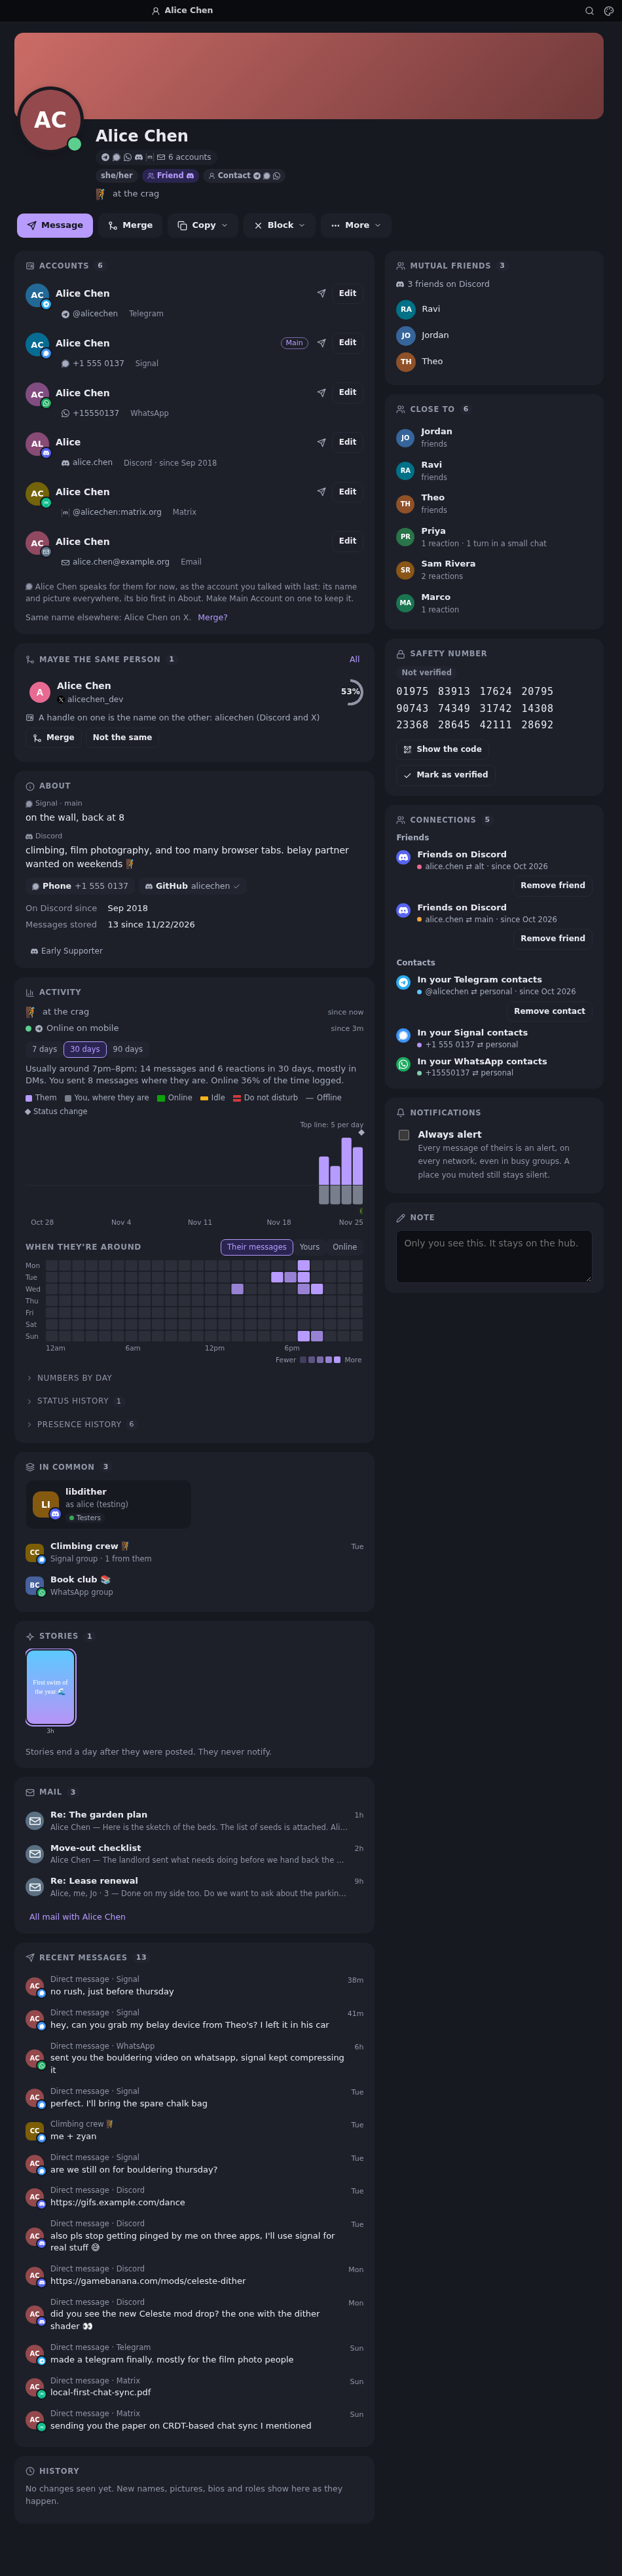 Alice Chen
AC
Alice Chen
6 accounts
she/her
Friend
Contact
at the crag
Message
Merge
Copy
Block
More
ACCOUNTS 6
AC
Alice Chen
Edit
@alicechen Telegram
AC
Alice Chen
Main
Edit
+1 555 0137 Signal
AC
Alice Chen
Edit
+15550137 WhatsApp
AL
Alice
Edit
alice.chen Discord · since Sep 2018
AC
Alice Chen
Edit
@alicechen:matrix.org Matrix
AC
Alice Chen
Edit
alice.chen@example.org Email
Alice Chen speaks for them for now, as the account you talked with last: its name
and picture everywhere, its bio first in About. Make Main Account on one to keep it.
Same name elsewhere: Alice Chen on X. Merge?
MAYBE THE SAME PERSON 1
All
A
Alice Chen
alicechen_dev
53%
A handle on one is the name on the other: alicechen (Discord and X)
Merge
Not the same
ABOUT
Signal · main
on the wall, back at 8
Discord
climbing, film photography, and too many browser tabs. belay partner
wanted on weekends
Phone +1 555 0137
GitHub alicechen
On Discord since Sep 2018
Messages stored 13 since 11/22/2026
Early Supporter
ACTIVITY
at the crag
since now
Online on mobile
since 3m
7 days
30 days
90 days
Usually around 7pm–8pm; 14 messages and 6 reactions in 30 days, mostly in
DMs. You sent 8 messages where they are. Online 36% of the time logged.
Them
You, where they are
Online
Idle
Do not disturb
Offline
Status change
Top line: 5 per day
Oct 28
Nov 4
Nov 11
Nov 18
Nov 25
WHEN THEY'RE AROUND
Their messages
Yours
Online
Mon
Tue
Wed
Thu
Fri
Sat
Sun
12am
6am
12pm
6pm
Fewer
More
NUMBERS BY DAY
STATUS HISTORY 1
PRESENCE HISTORY 6
IN COMMON 3
LI
libdither
as alice (testing)
Testers
CC
Climbing crew
Tue
Signal group · 1 from them
BC
Book club
WhatsApp group
STORIES 1
First swim of
the year
3h
Stories end a day after they were posted. They never notify.
MAIL 3
Re: The garden plan
1h
Alice Chen — Here is the sketch of the beds. The list of seeds is attached. Ali...
Move-out checklist
2h
Alice Chen — The landlord sent what needs doing before we hand back the ...
Re: Lease renewal
9h
Alice, me, Jo · 3 — Done on my side too. Do we want to ask about the parkin...
All mail with Alice Chen
RECENT MESSAGES 13
AC
Direct message · Signal
38m
no rush, just before thursday
AC
Direct message · Signal
41m
hey, can you grab my belay device from Theo's? I left it in his car
AC
Direct message · WhatsApp
6h
sent you the bouldering video on whatsapp, signal kept compressing
it
AC
Direct message · Signal
Tue
perfect. I'll bring the spare chalk bag
CC
Climbing crew
Tue
me + zyan
AC
Direct message · Signal
Tue
are we still on for bouldering thursday?
AC
Direct message · Discord
Tue
https://gifs.example.com/dance
AC
Direct message · Discord
Tue
also pls stop getting pinged by me on three apps, I'll use signal for
real stuff
AC
Direct message · Discord
Mon
https://gamebanana.com/mods/celeste-dither
AC
Direct message · Discord
Mon
did you see the new Celeste mod drop? the one with the dither
shader
AC
Direct message · Telegram
Sun
made a telegram finally. mostly for the film photo people
AC
Direct message · Matrix
Sun
local-first-chat-sync.pdf
AC
Direct message · Matrix
Sun
sending you the paper on CRDT-based chat sync I mentioned
HISTORY
No changes seen yet. New names, pictures, bios and roles show here as they
happen.
MUTUAL FRIENDS 3
3 friends on Discord
RA
Ravi
JO
Jordan
TH
Theo
CLOSE TO 6
JO
Jordan
friends
RA
Ravi
friends
TH
Theo
friends
PR
Priya
1 reaction · 1 turn in a small chat
SR
Sam Rivera
2 reactions
MA
Marco
1 reaction
SAFETY NUMBER
Not verified
01975 83913 17624 20795
90743 74349 31742 14308
23368 28645 42111 28692
Show the code
Mark as verified
CONNECTIONS 5
Friends
Friends on Discord
alice.chen ⇄ alt · since Oct 2026
Remove friend
Friends on Discord
alice.chen ⇄ main · since Oct 2026
Remove friend
Contacts
In your Telegram contacts
@alicechen ⇄ personal · since Oct 2026
Remove contact
In your Signal contacts
+1 555 0137 ⇄ personal
In your WhatsApp contacts
+15550137 ⇄ personal
NOTIFICATIONS
Always alert
Every message of theirs is an alert, on
every network, even in busy groups. A
place you muted still stays silent.
NOTE
Only you see this. It stays on the hub.